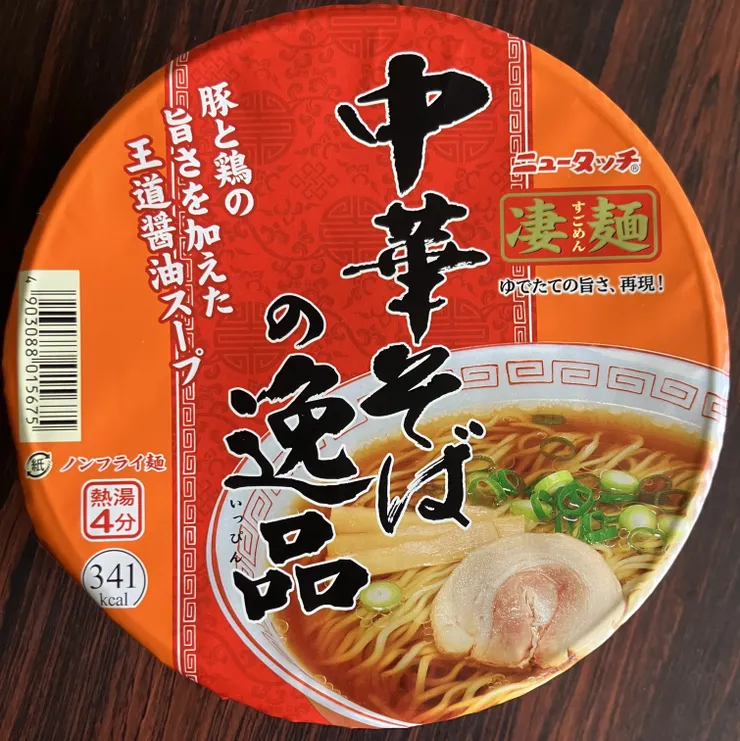 中華そば
の逸品
いっぴん
豚と鶏の
旨さを加えた
王道醤油スープ
ニュータッチ®
凄麺
すごめん
ゆでたての旨さ、再現!
4 903088 015675
紙
ノンフライ麺
熱湯
4分
341
kcal